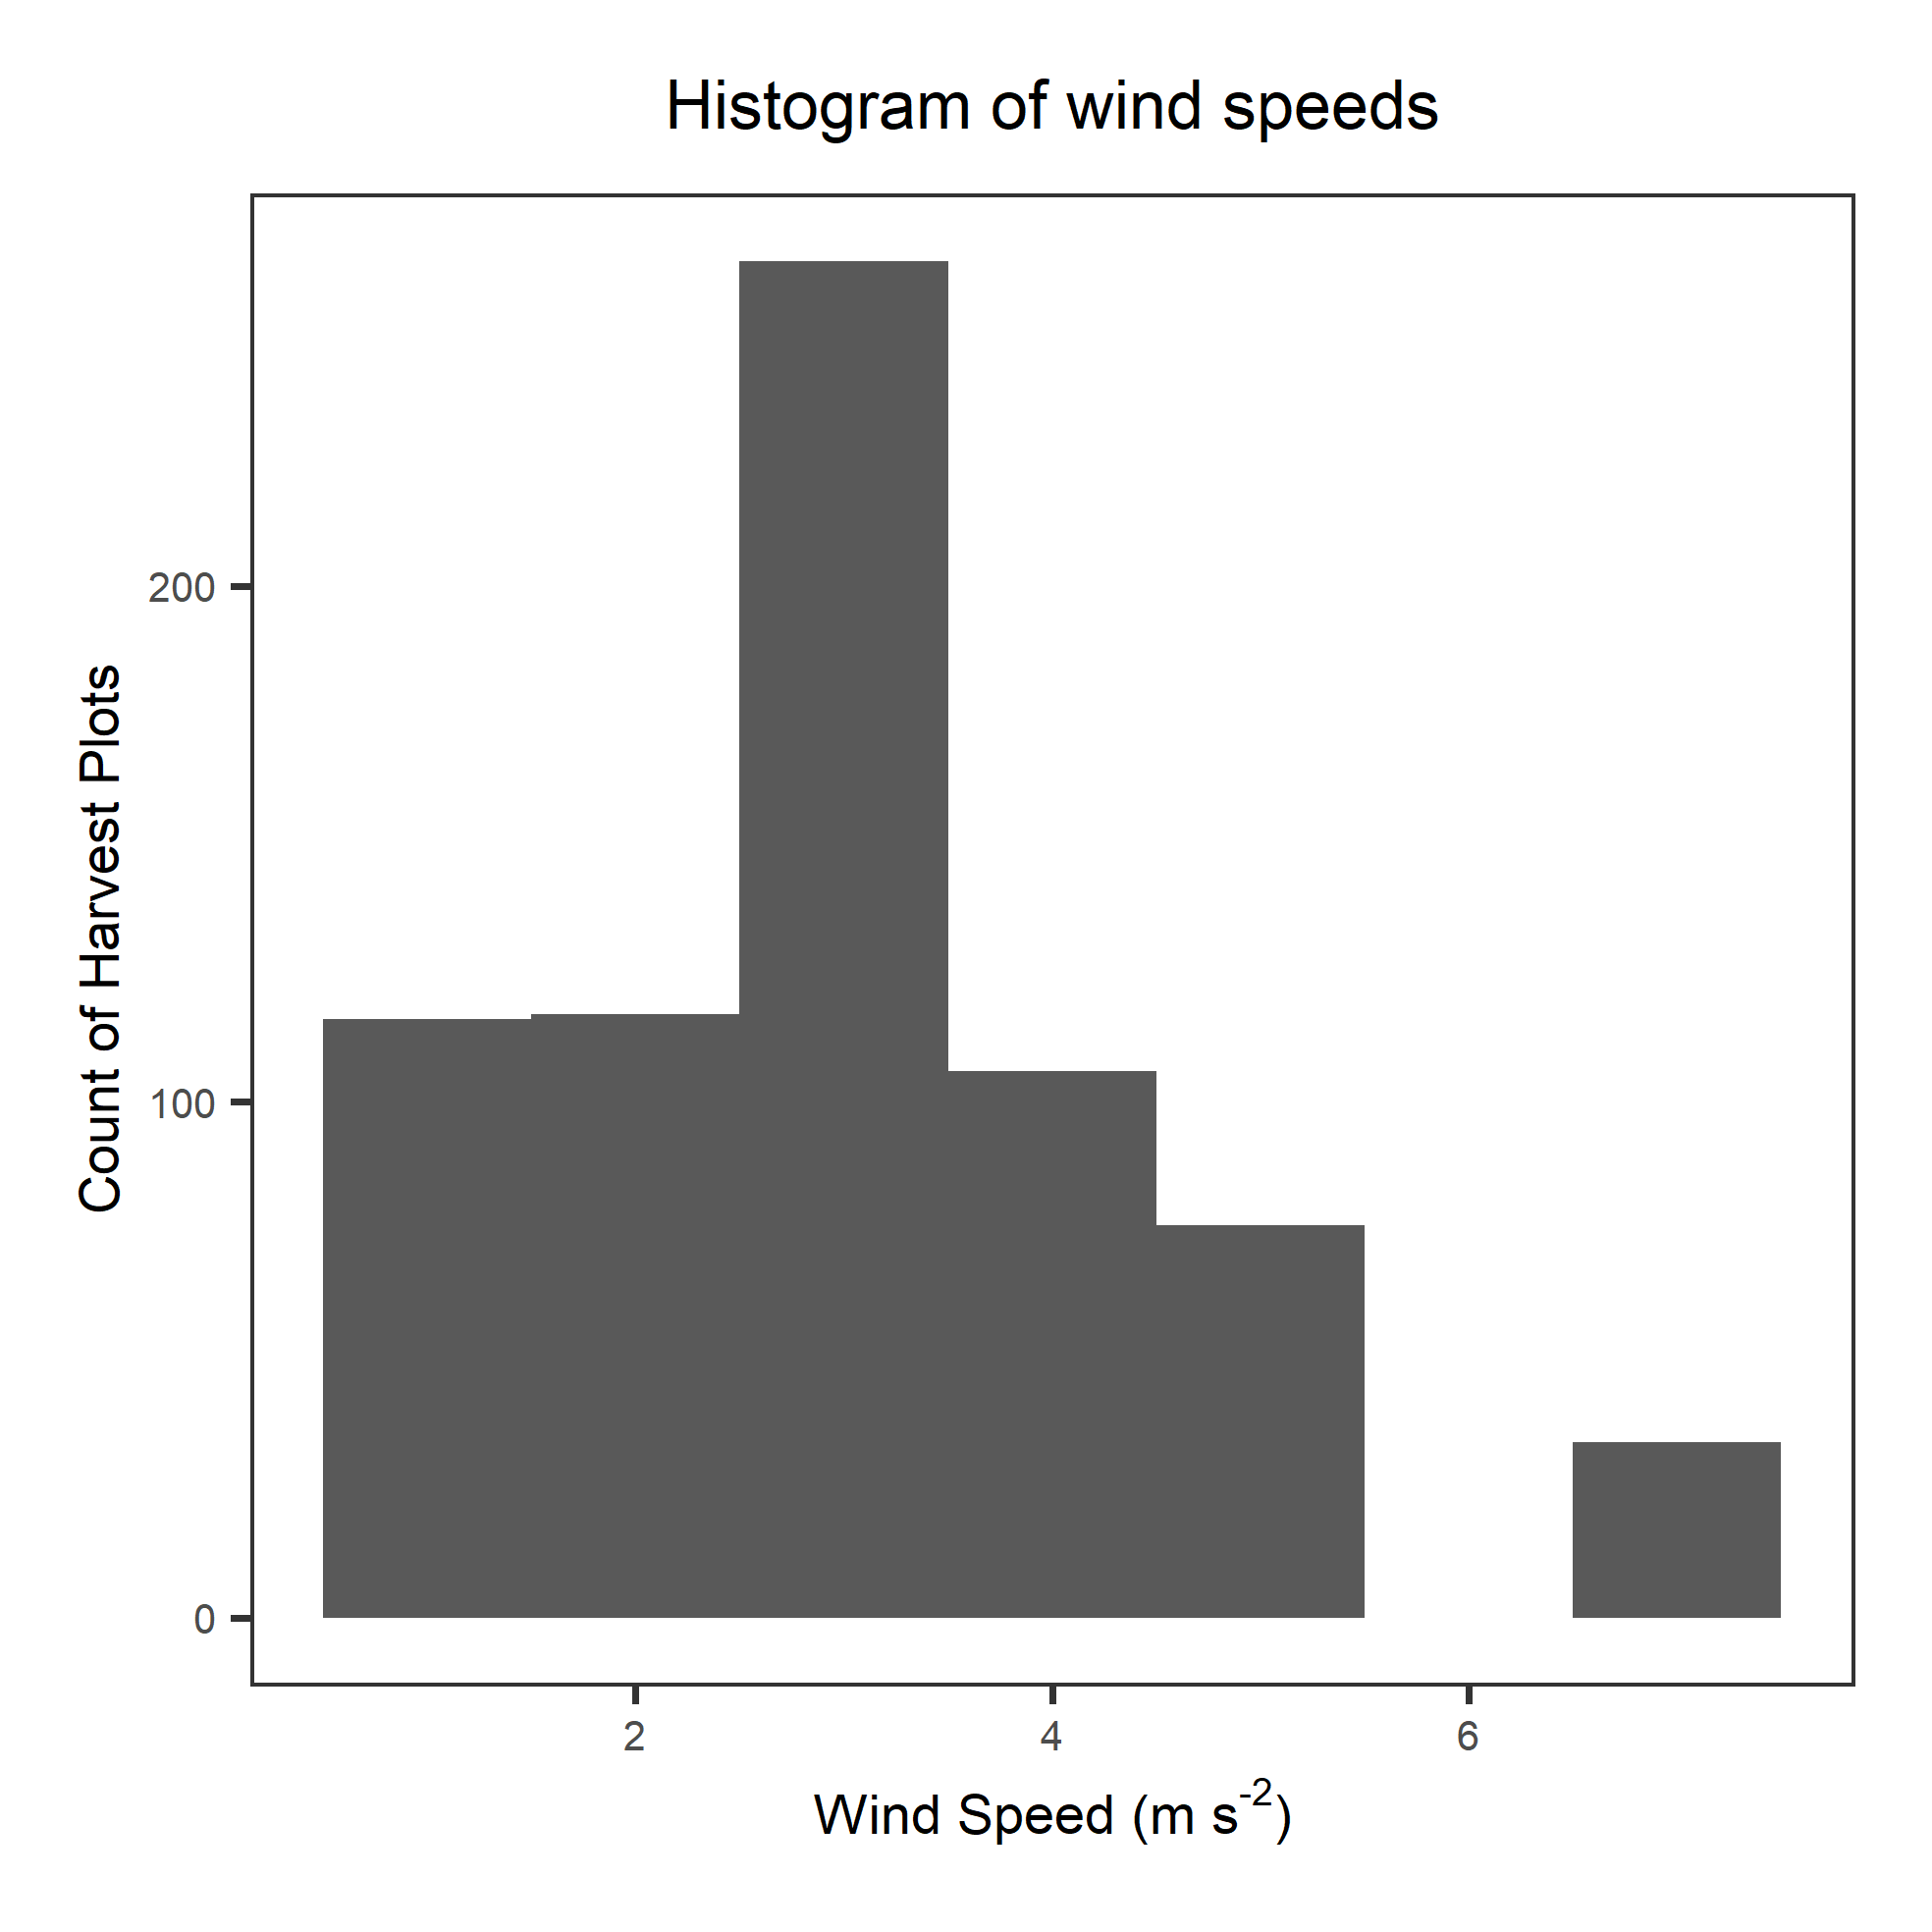 Histogram of wind speeds
Count of Harvest Plots
200
100
0
2 4 6
Wind Speed (m s⁻²)